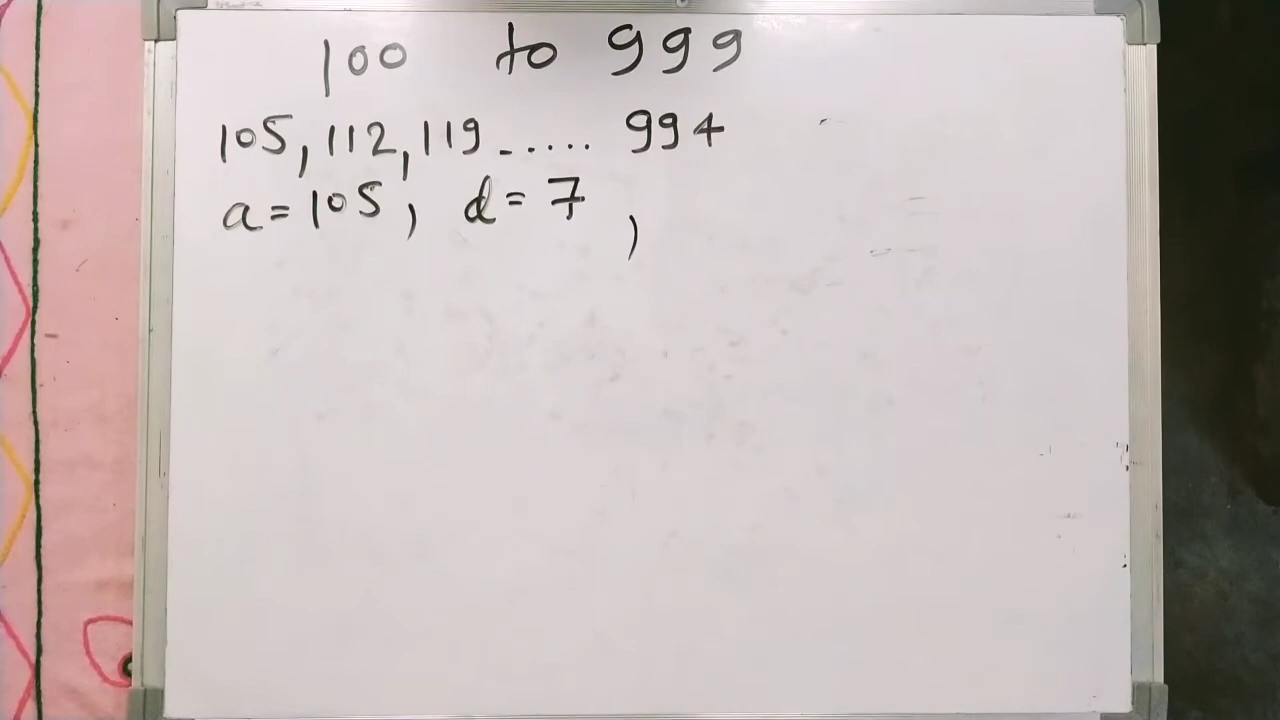 100 to 999
105, 112, 119 ..... 994
a = 105, d = 7,